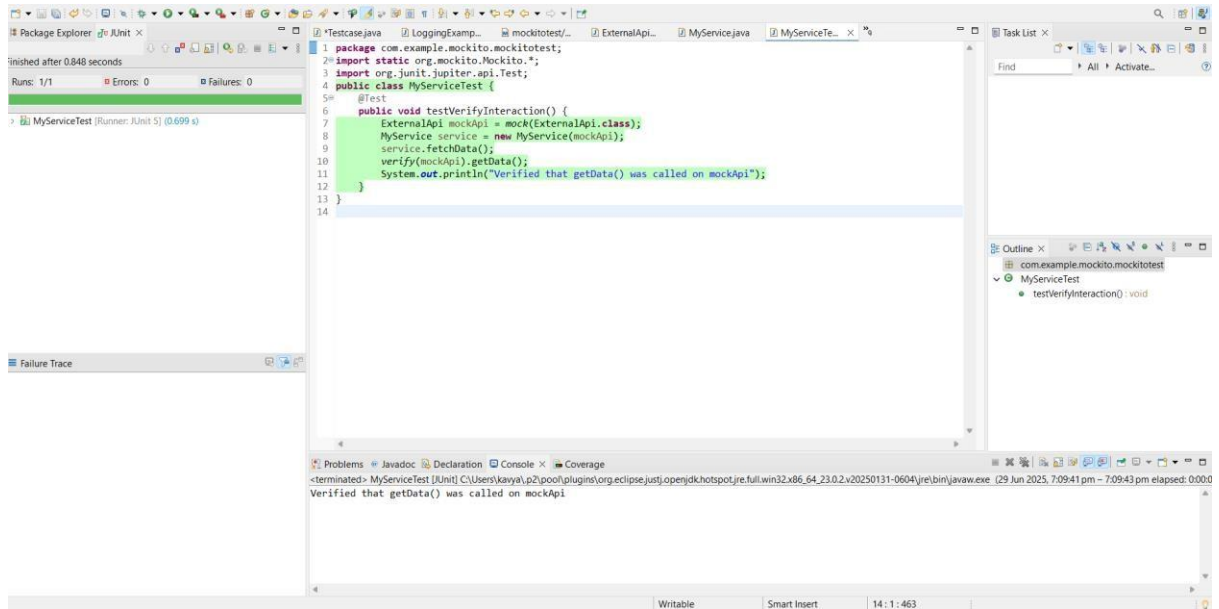 Package Explorer JUnit ×
Finished after 0.848 seconds
Runs: 1/1 Errors: 0 Failures: 0
MyServiceTest [Runner: JUnit 5] (0.699 s)
Failure Trace
*Testcase.java LoggingExamp... mockitotest/... ExternalApi... MyService.java MyServiceTe... × »9
1 package com.example.mockito.mockitotest;
2 import static org.mockito.Mockito.*;
3 import org.junit.jupiter.api.Test;
4 public class MyServiceTest {
5 @Test
6 public void testVerifyInteraction() {
7 ExternalApi mockApi = mock(ExternalApi.class);
8 MyService service = new MyService(mockApi);
9 service.fetchData();
10 verify(mockApi).getData();
11 System.out.println("Verified that getData() was called on mockApi");
12 }
13 }
14
Task List ×
Find All Activate...
Outline ×
com.example.mockito.mockitotest
MyServiceTest
testVerifyInteraction() : void
Problems Javadoc Declaration Console × Coverage
<terminated> MyServiceTest [JUnit] C:\Users\kavya\.p2\pool\plugins\org.eclipse.justj.openjdk.hotspot.jre.full.win32.x86_64_23.0.2.v20250131-0604\jre\bin\javaw.exe (29 Jun 2025, 7:09:41 pm – 7:09:43 pm elapsed: 0:00:0
Verified that getData() was called on mockApi
Writable Smart Insert 14 : 1 : 463